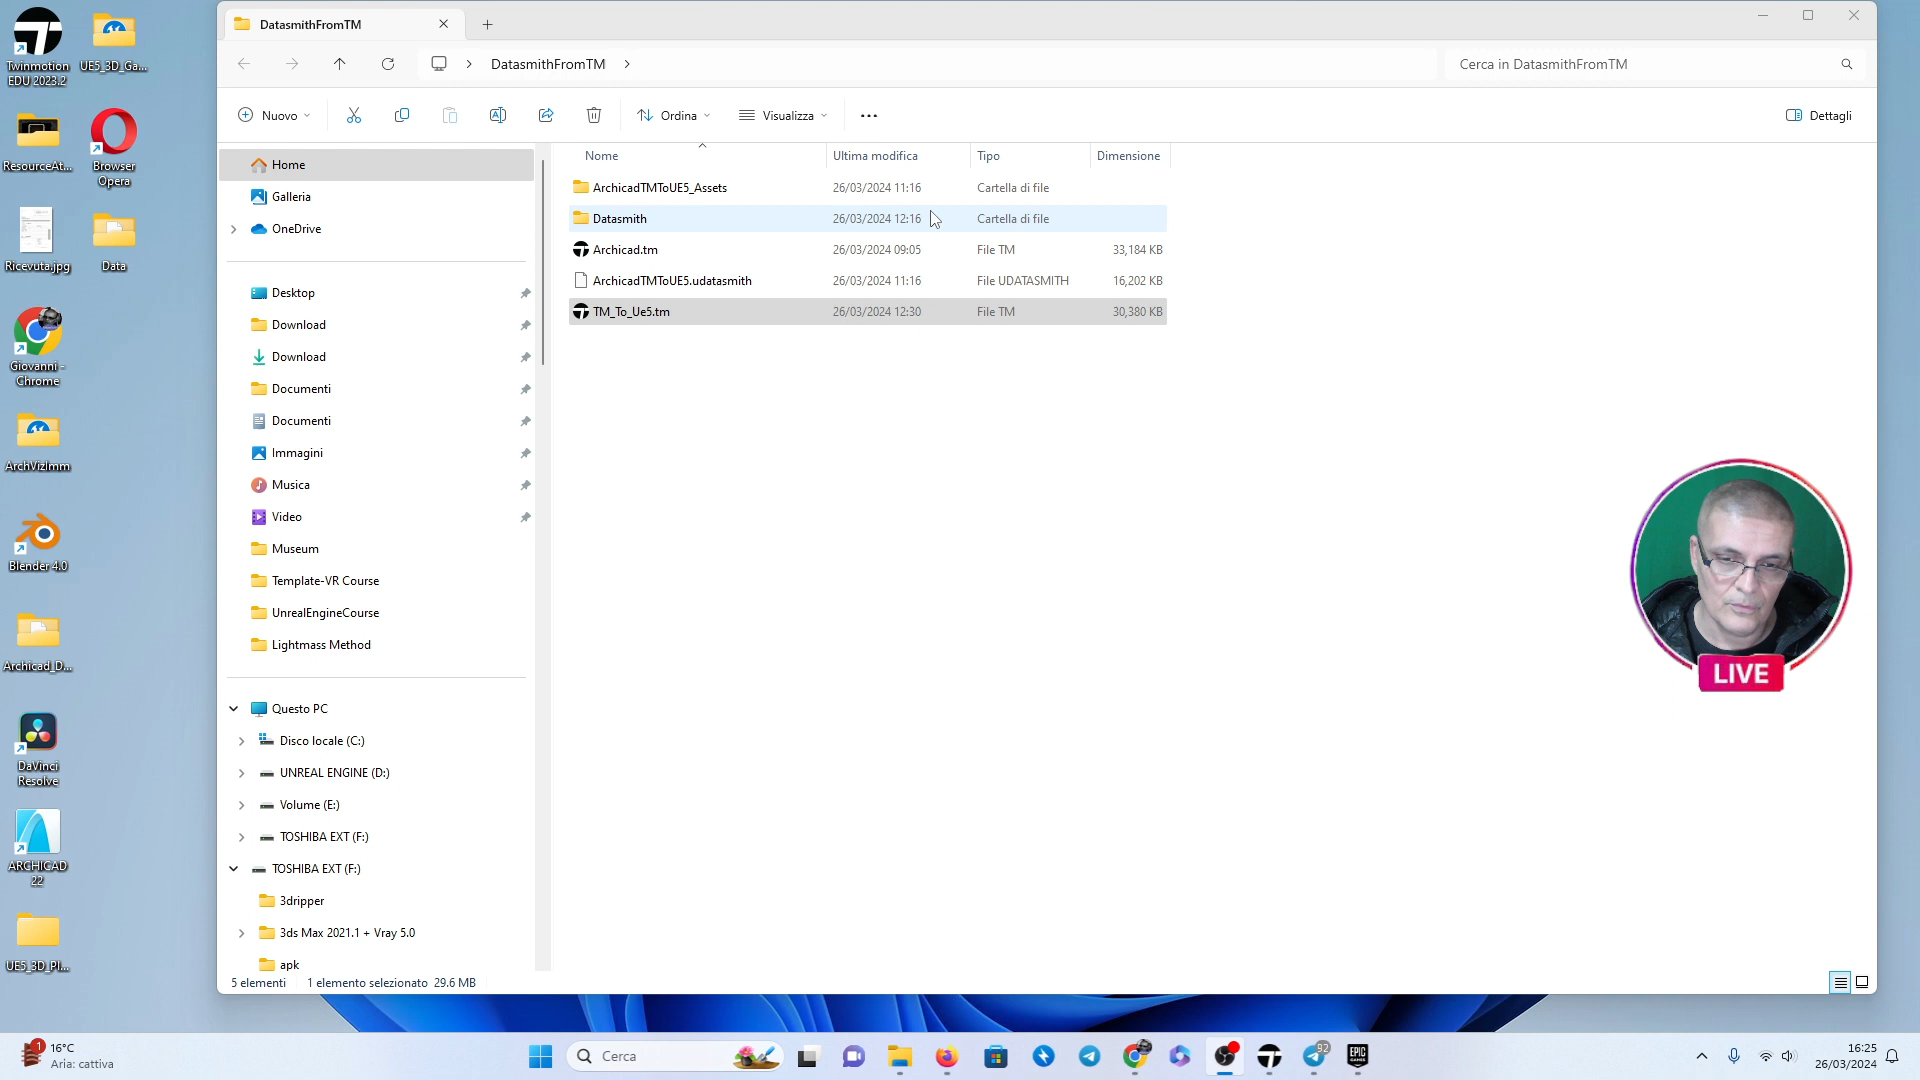 Twinmotion
EDU 2023.2
UE5_3D_Ga...
ResourceAt...
Browser
Opera
Ricevuta.jpg
Data
Giovanni -
Chrome
ArchVizImm
Blender 4.0
Archicad_D...
DaVinci
Resolve
ARCHICAD
22
UE5_3D_Pl...
DatasmithFromTM
DatasmithFromTM
Cerca in DatasmithFromTM
Nuovo
Ordina
Visualizza
Dettagli
Home
Galleria
OneDrive
Desktop
Download
Download
Documenti
Documenti
Immagini
Musica
Video
Museum
Template-VR Course
UnrealEngineCourse
Lightmass Method
Questo PC
Disco locale (C:)
UNREAL ENGINE (D:)
Volume (E:)
TOSHIBA EXT (F:)
TOSHIBA EXT (F:)
3dripper
3ds Max 2021.1 + Vray 5.0
apk
Nome Ultima modifica Tipo Dimensione
ArchicadTMToUE5_Assets 26/03/2024 11:16 Cartella di file
Datasmith 26/03/2024 12:16 Cartella di file
Archicad.tm 26/03/2024 09:05 File TM 33,184 KB
ArchicadTMToUE5.udatasmith 26/03/2024 11:16 File UDATASMITH 16,202 KB
TM_To_Ue5.tm 26/03/2024 12:30 File TM 30,380 KB
LIVE
5 elementi 1 elemento selezionato 29.6 MB
1
16°C
Aria: cattiva
Cerca
92
EPIC
GAMES
16:25
26/03/2024